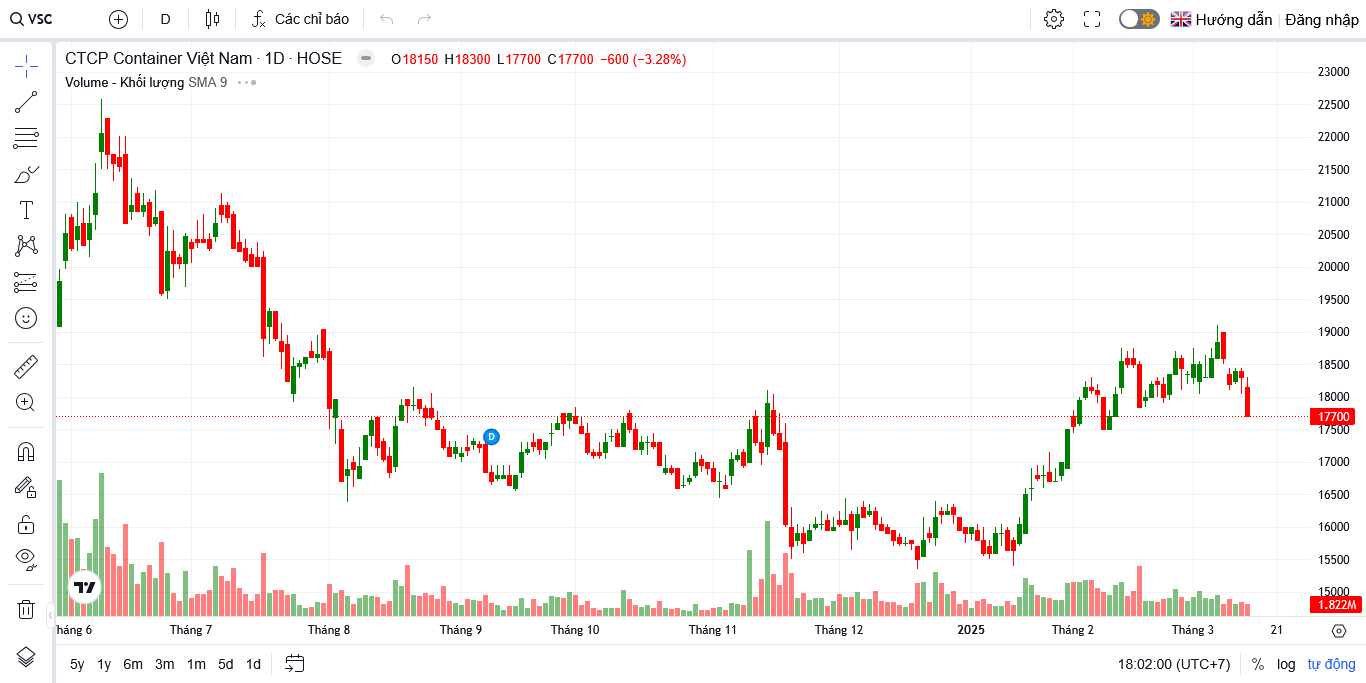 VSC D Các chỉ báo Hướng dẫn Đăng nhập
CTCP Container Việt Nam · 1D · HOSE O18150 H18300 L17700 C17700 −600 (−3.28%)
Volume - Khối lượng SMA 9
23000
22500
22000
21500
21000
20500
20000
19500
19000
18500
18000
17700
17500
17000
16500
16000
15500
15000
1.822M
D
háng 6 Tháng 7 Tháng 8 Tháng 9 Tháng 10 Tháng 11 Tháng 12 2025 Tháng 2 Tháng 3 21
5y 1y 6m 3m 1m 5d 1d 18:02:00 (UTC+7) % log tự động